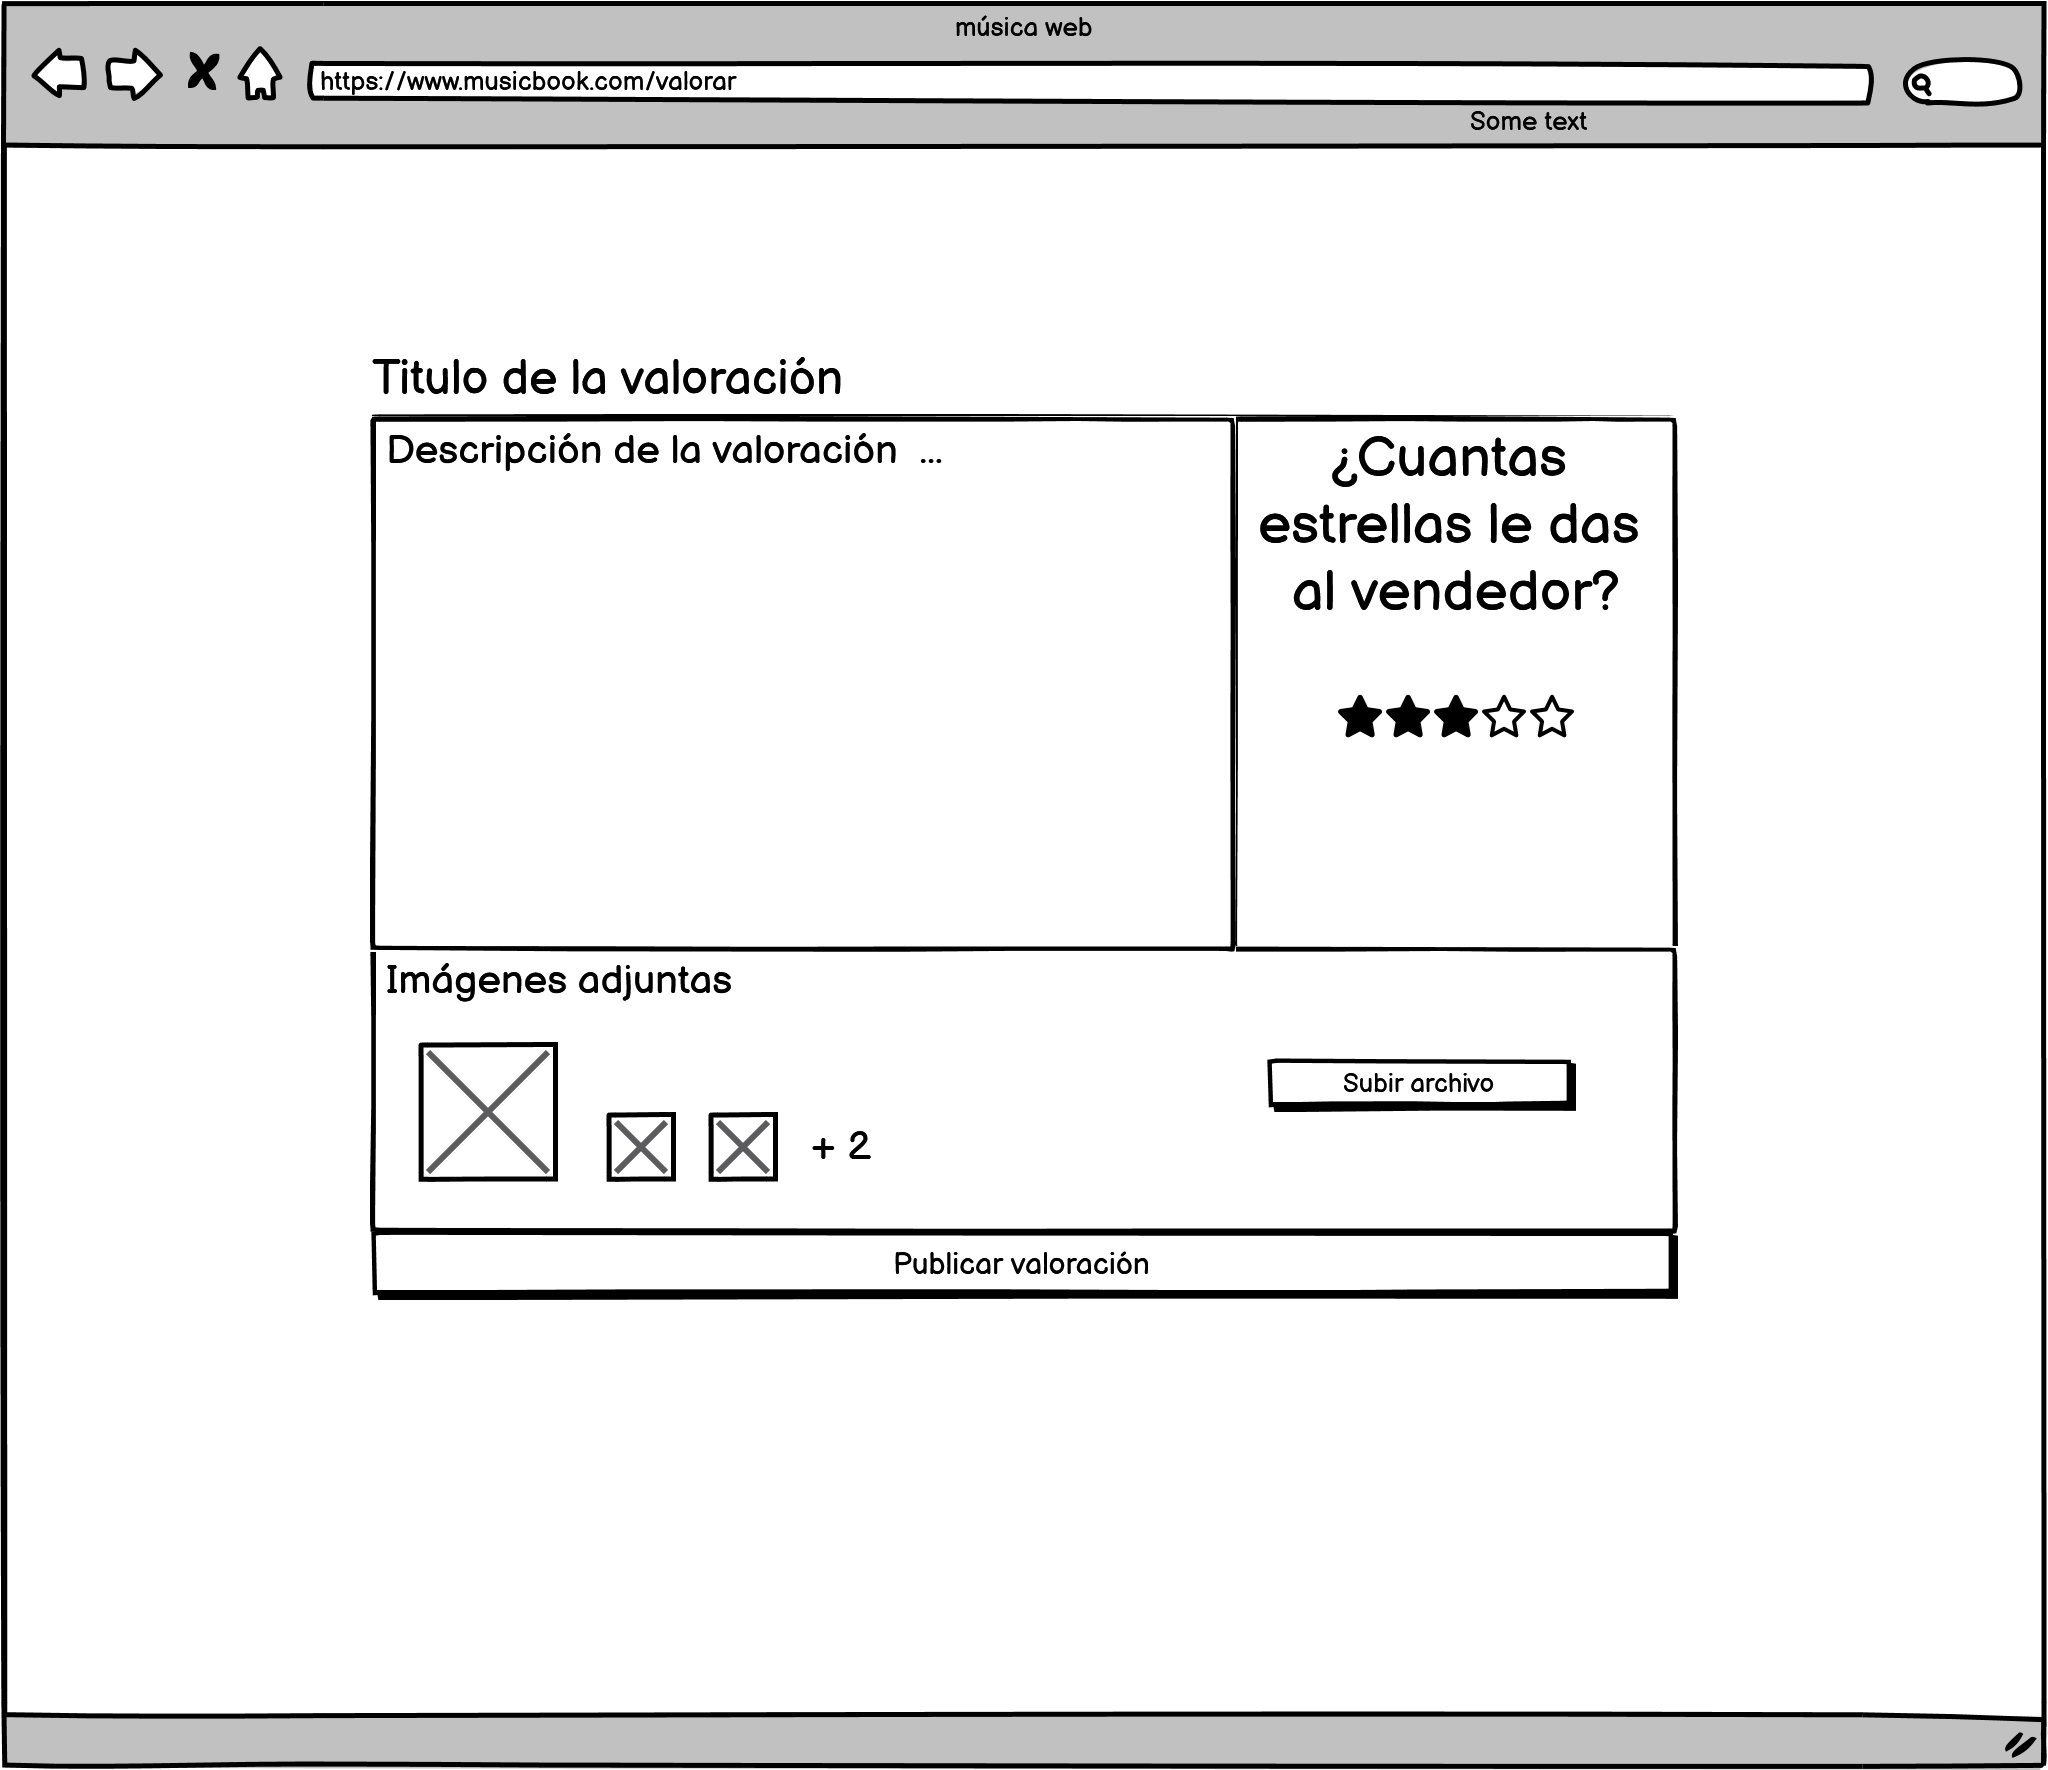 música web
https://www.musicbook.com/valorar
Some text
Titulo de la valoración
Descripción de la valoración ...
¿Cuantas
estrellas le das
al vendedor?
Imágenes adjuntas
Subir archivo
+ 2
Publicar valoración